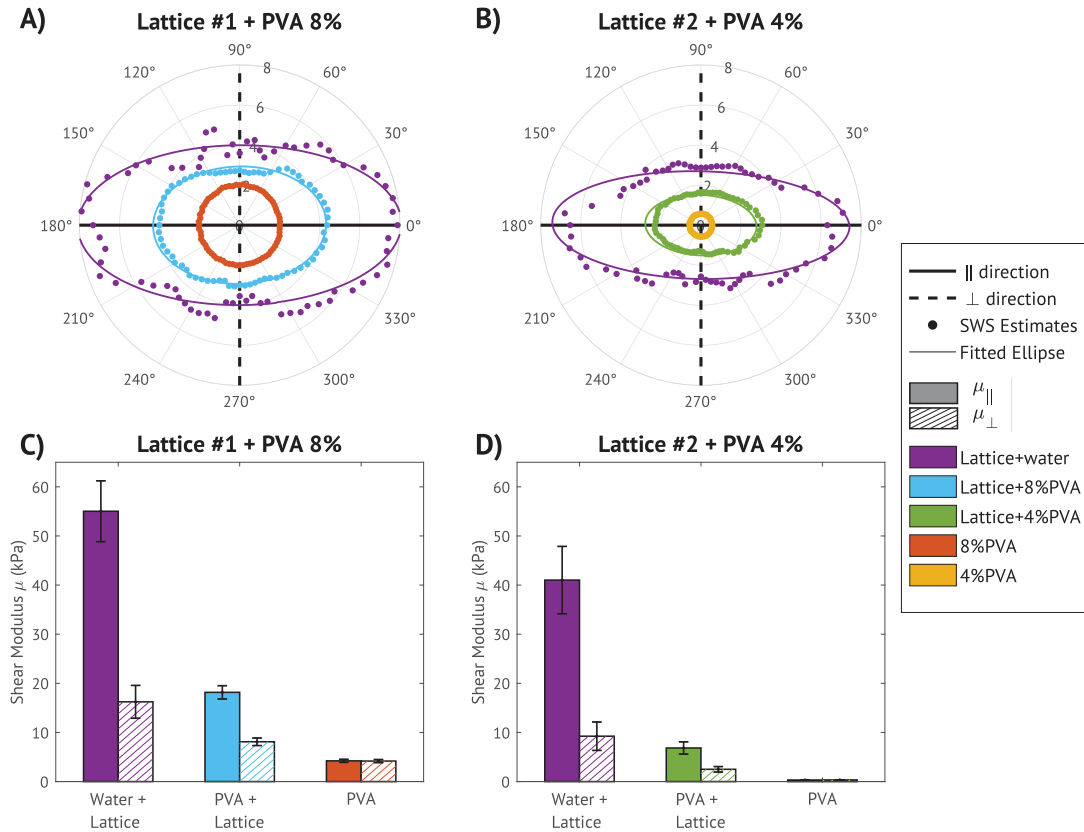 A)
Lattice #1 + PVA 8%
90°
120°
60°
150°
30°
180°
0°
210°
330°
240°
300°
270°
8
6
4
2
0
B)
Lattice #2 + PVA 4%
90°
120°
60°
150°
30°
180°
0°
210°
330°
240°
300°
270°
8
6
4
2
0
|| direction
⊥ direction
SWS Estimates
Fitted Ellipse
μ||
μ⊥
Lattice+water
Lattice+8%PVA
Lattice+4%PVA
8%PVA
4%PVA
C)
Lattice #1 + PVA 8%
Shear Modulus μ (kPa)
60
50
40
30
20
10
0
Water +
Lattice
PVA +
Lattice
PVA
D)
Lattice #2 + PVA 4%
Shear Modulus μ (kPa)
60
50
40
30
20
10
0
Water +
Lattice
PVA +
Lattice
PVA